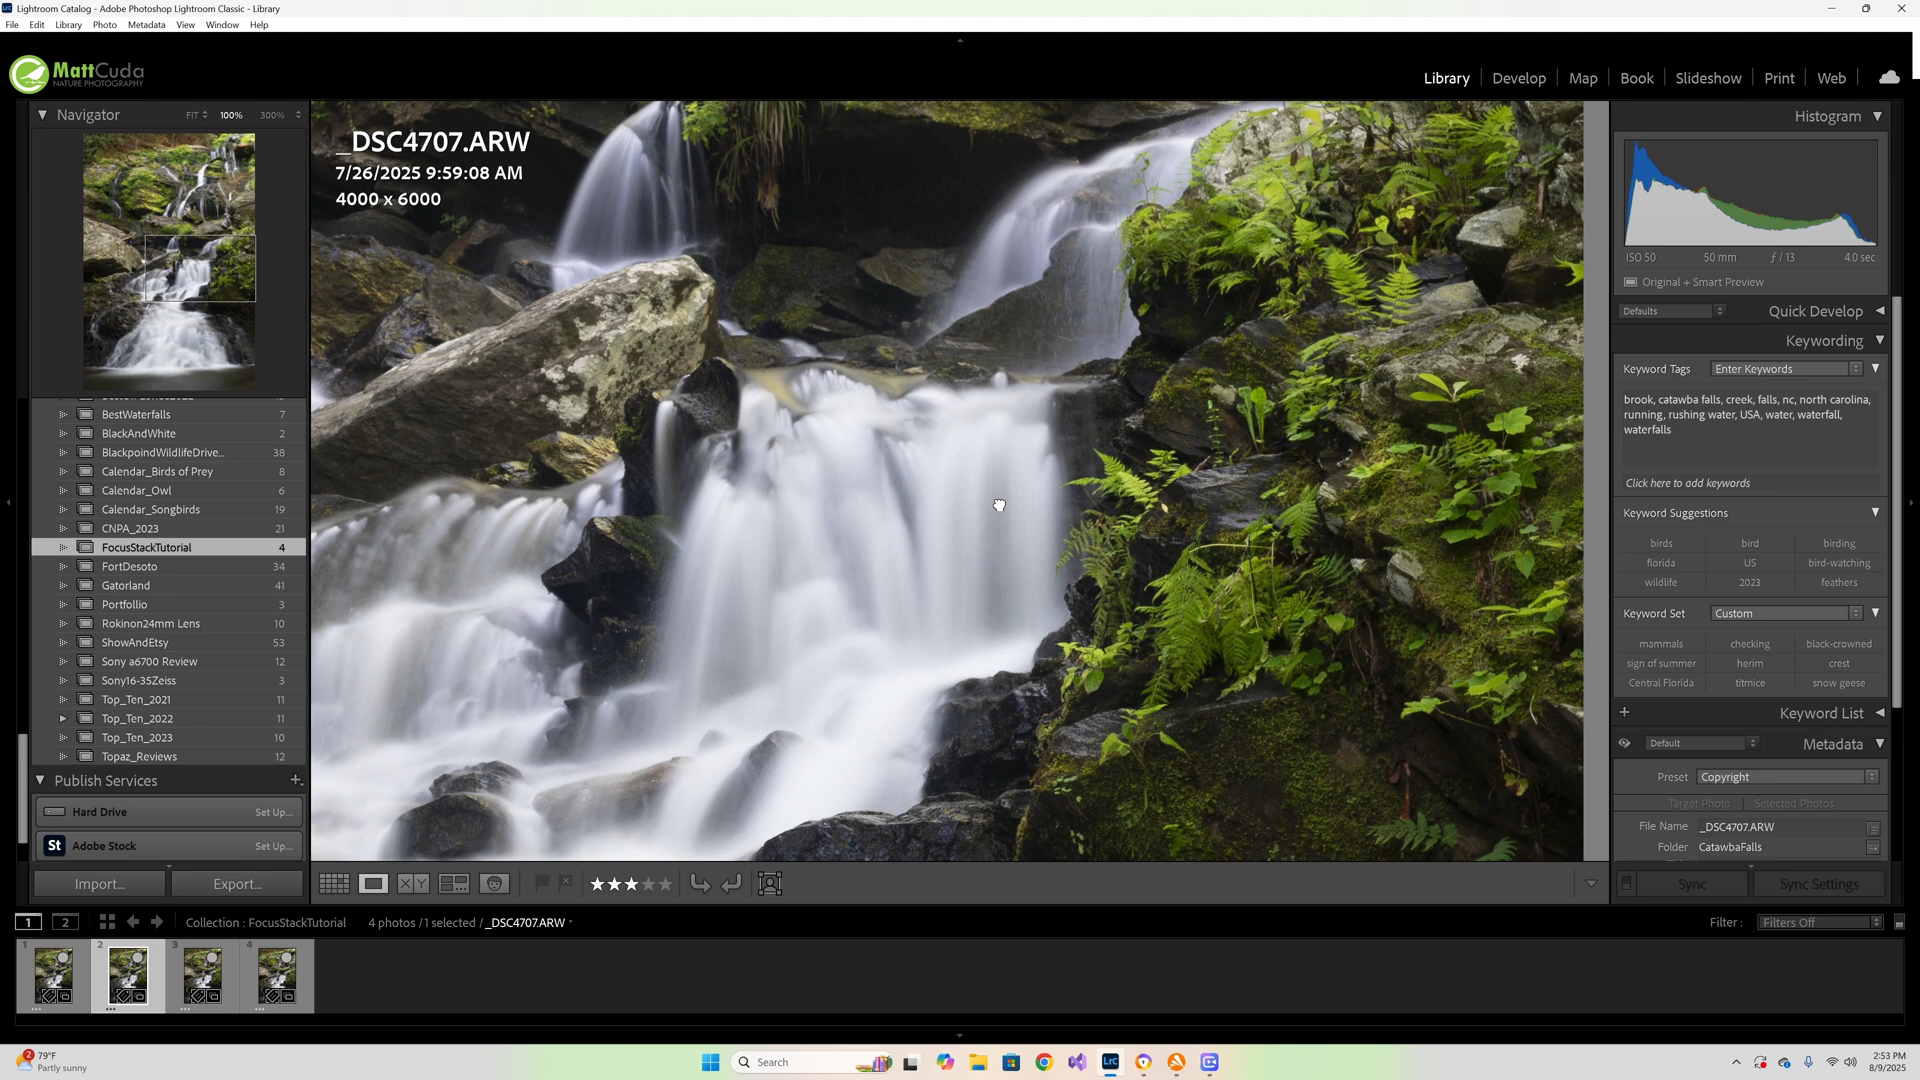 Lightroom Catalog - Adobe Photoshop Lightroom Classic - Library
File Edit Library Photo Metadata View Window Help
MattCuda
NATURE PHOTOGRAPHY
Library Develop Map Book Slideshow Print Web
Navigator FIT 100% 300%
_DSC4707.ARW
7/26/2025 9:59:08 AM
4000 x 6000
BestWaterfalls 7
BlackAndWhite 2
BlackpoindWildlifeDrive... 38
Calendar_Birds of Prey 8
Calendar_Owl 6
Calendar_Songbirds 19
CNPA_2023 21
FocusStackTutorial 4
FortDesoto 34
Gatorland 41
Portfollio 3
Rokinon24mm Lens 10
ShowAndEtsy 53
Sony a6700 Review 12
Sony16-35Zeiss 3
Top_Ten_2021 11
Top_Ten_2022 11
Top_Ten_2023 10
Topaz_Reviews 12
Publish Services
Hard Drive Set Up...
St Adobe Stock Set Up...
Import... Export...
Histogram
ISO 50 50 mm ƒ / 13 4.0 sec
Original + Smart Preview
Defaults Quick Develop
Keywording
Keyword Tags Enter Keywords
brook, catawba falls, creek, falls, nc, north carolina,
running, rushing water, USA, water, waterfall,
waterfalls
Click here to add keywords
Keyword Suggestions
birds bird birding
florida US bird-watching
wildlife 2023 feathers
Keyword Set Custom
mammals checking black-crowned
sign of summer herim crest
Central Florida titmice snow geese
Keyword List
Default Metadata
Preset Copyright
Target Photo Selected Photos
File Name _DSC4707.ARW
Folder CatawbaFalls
Sync Sync Settings
X Y
1 2 Collection : FocusStackTutorial 4 photos / 1 selected / _DSC4707.ARW
Filter : Filters Off
1 2 3 4
2 79°F
Partly sunny
Search
LrC
2:53 PM
8/9/2025